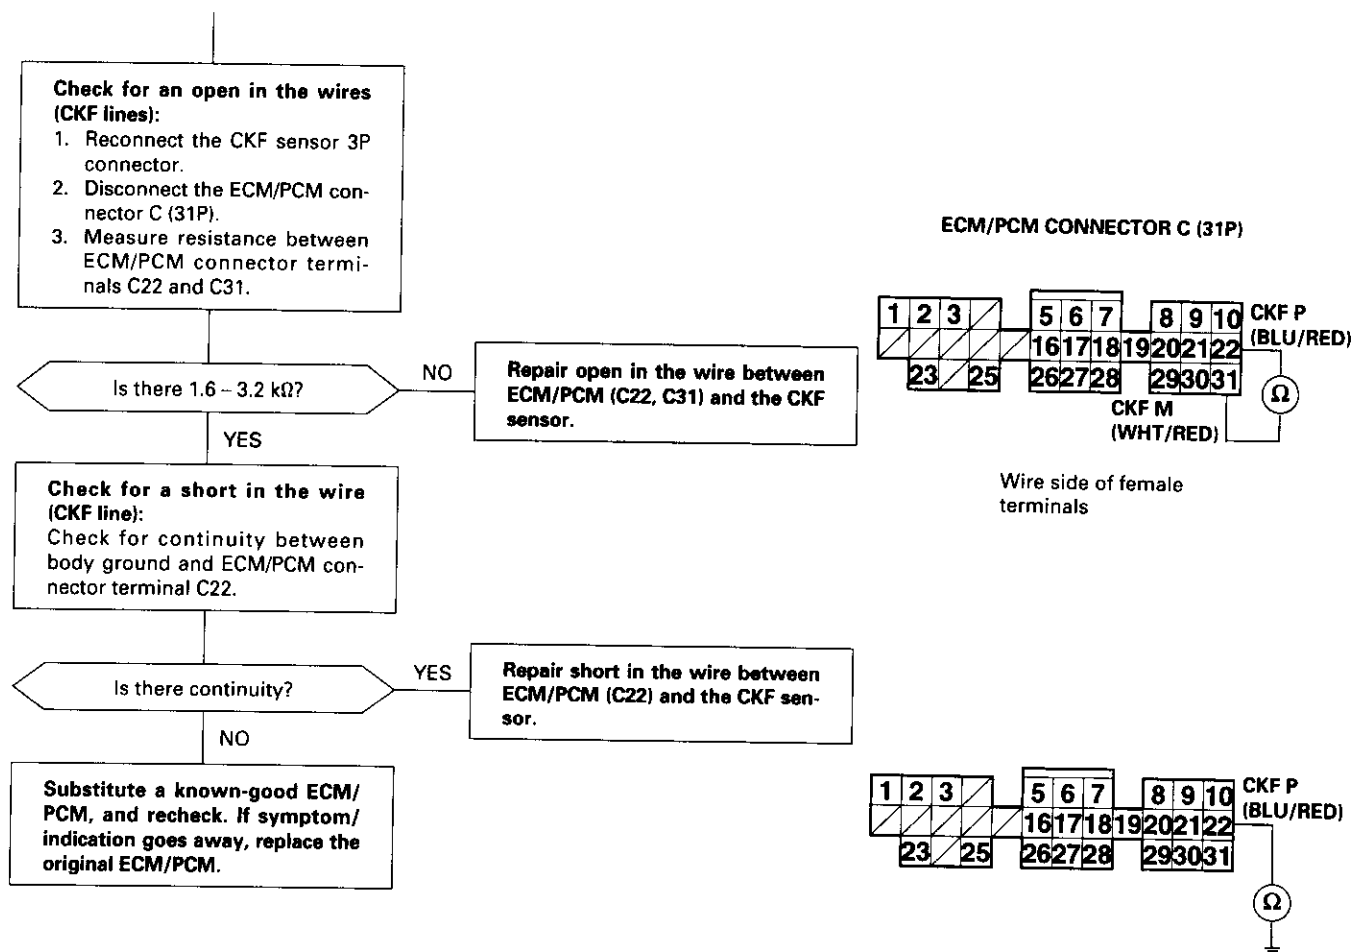 Check for an open in the wires
(CKF lines):
1. Reconnect the CKF sensor 3P
connector.
2. Disconnect the ECM/PCM con-
nector C (31P).
3. Measure resistance between
ECM/PCM connector termi-
nals C22 and C31.
Is there 1.6 – 3.2 kΩ?
NO
Repair open in the wire between
ECM/PCM (C22, C31) and the CKF
sensor.
YES
Check for a short in the wire
(CKF line):
Check for continuity between
body ground and ECM/PCM con-
nector terminal C22.
Is there continuity?
YES
Repair short in the wire between
ECM/PCM (C22) and the CKF sen-
sor.
NO
Substitute a known-good ECM/
PCM, and recheck. If symptom/
indication goes away, replace the
original ECM/PCM.
ECM/PCM CONNECTOR C (31P)
1 2 3 5 6 7 8 9 10
CKF P
(BLU/RED)
16 17 18 19 20 21 22
23 25 26 27 28 29 30 31
Ω
CKF M
(WHT/RED)
Wire side of female
terminals
1 2 3 5 6 7 8 9 10
CKF P
(BLU/RED)
16 17 18 19 20 21 22
23 25 26 27 28 29 30 31
Ω